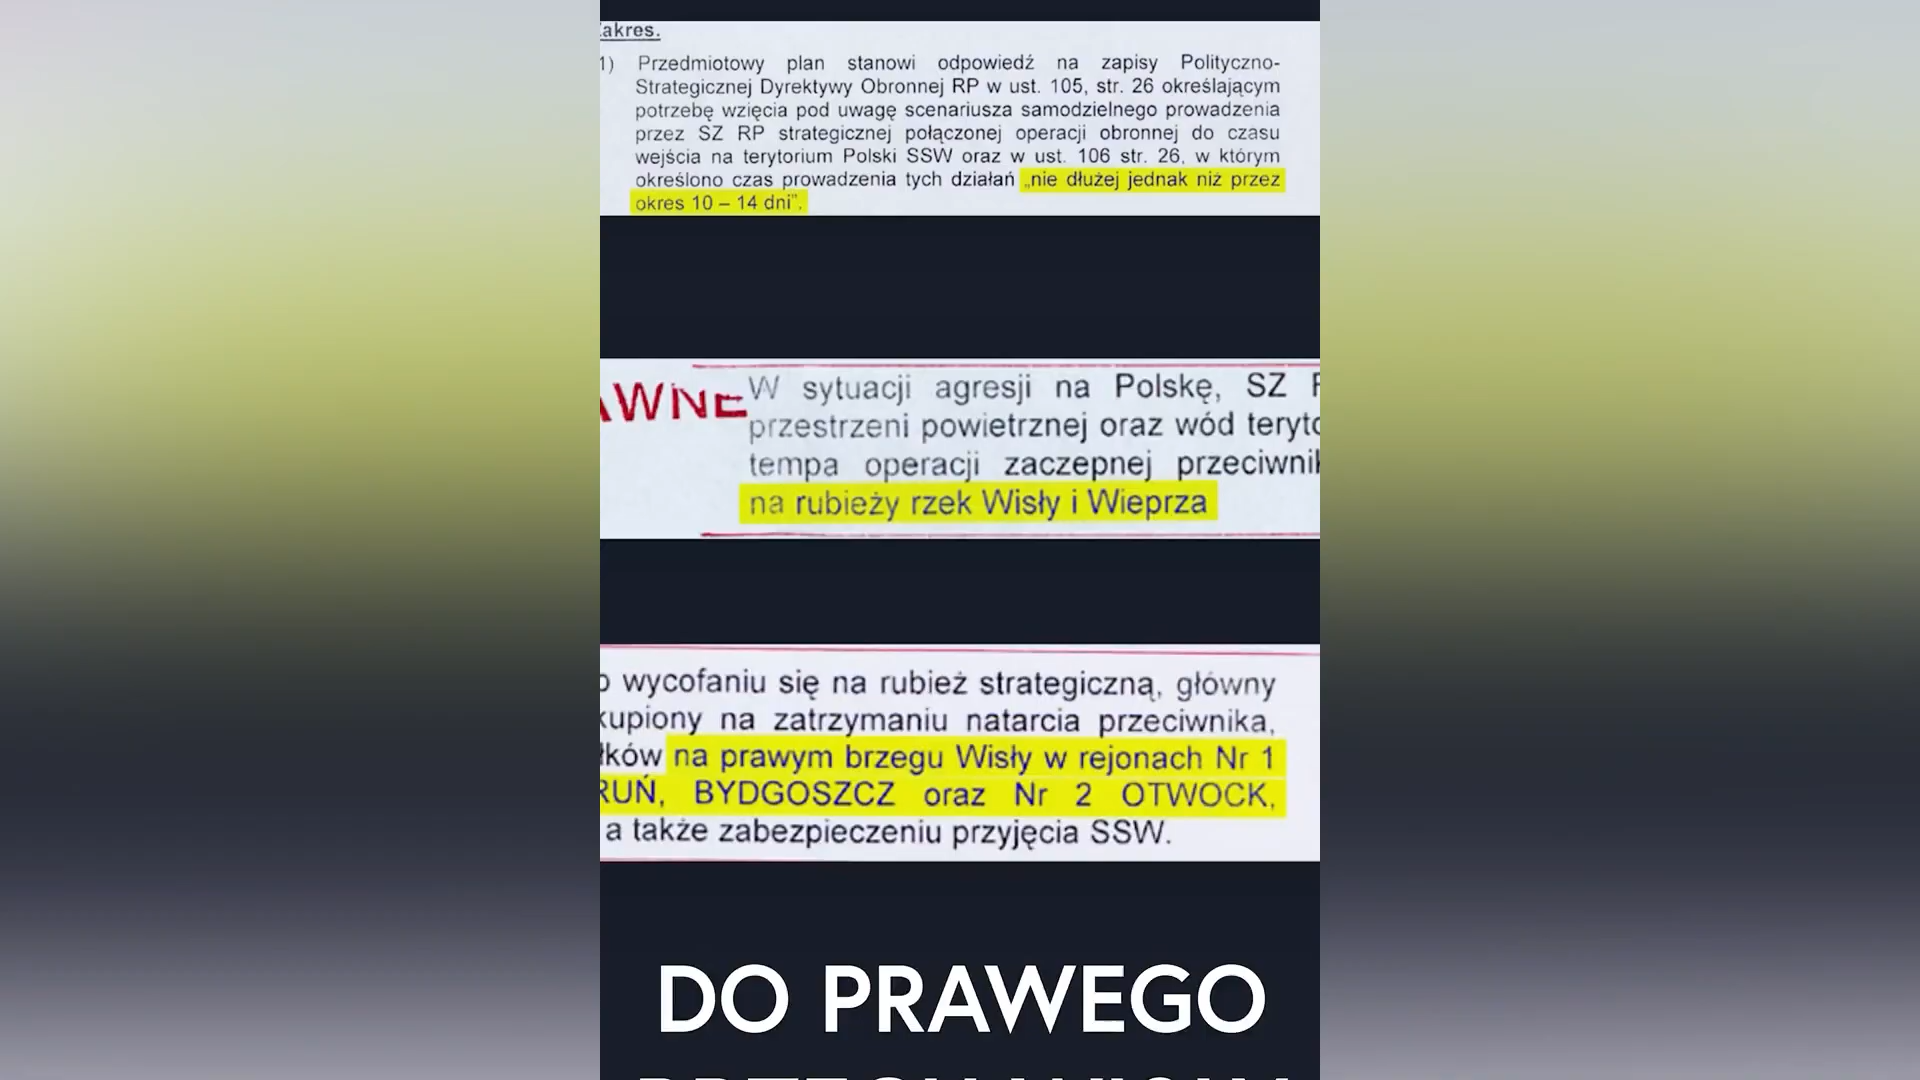 Zakres.
1) Przedmiotowy plan stanowi odpowiedź na zapisy Polityczno-
Strategicznej Dyrektywy Obronnej RP w ust. 105, str. 26 określającym
potrzebę wzięcia pod uwagę scenariusza samodzielnego prowadzenia
przez SZ RP strategicznej połączonej operacji obronnej do czasu
wejścia na terytorium Polski SSW oraz w ust. 106 str. 26, w którym
określono czas prowadzenia tych działań „nie dłużej jednak niż przez
okres 10 – 14 dni”.
AWNE
W sytuacji agresji na Polskę, SZ
przestrzeni powietrznej oraz wód teryto
tempa operacji zaczepnej przeciwnik
na rubieży rzek Wisły i Wieprza
o wycofaniu się na rubież strategiczną, główny
kupiony na zatrzymaniu natarcia przeciwnika,
łków na prawym brzegu Wisły w rejonach Nr 1
RUŃ, BYDGOSZCZ oraz Nr 2 OTWOCK,
a także zabezpieczeniu przyjęcia SSW.
DO PRAWEGO